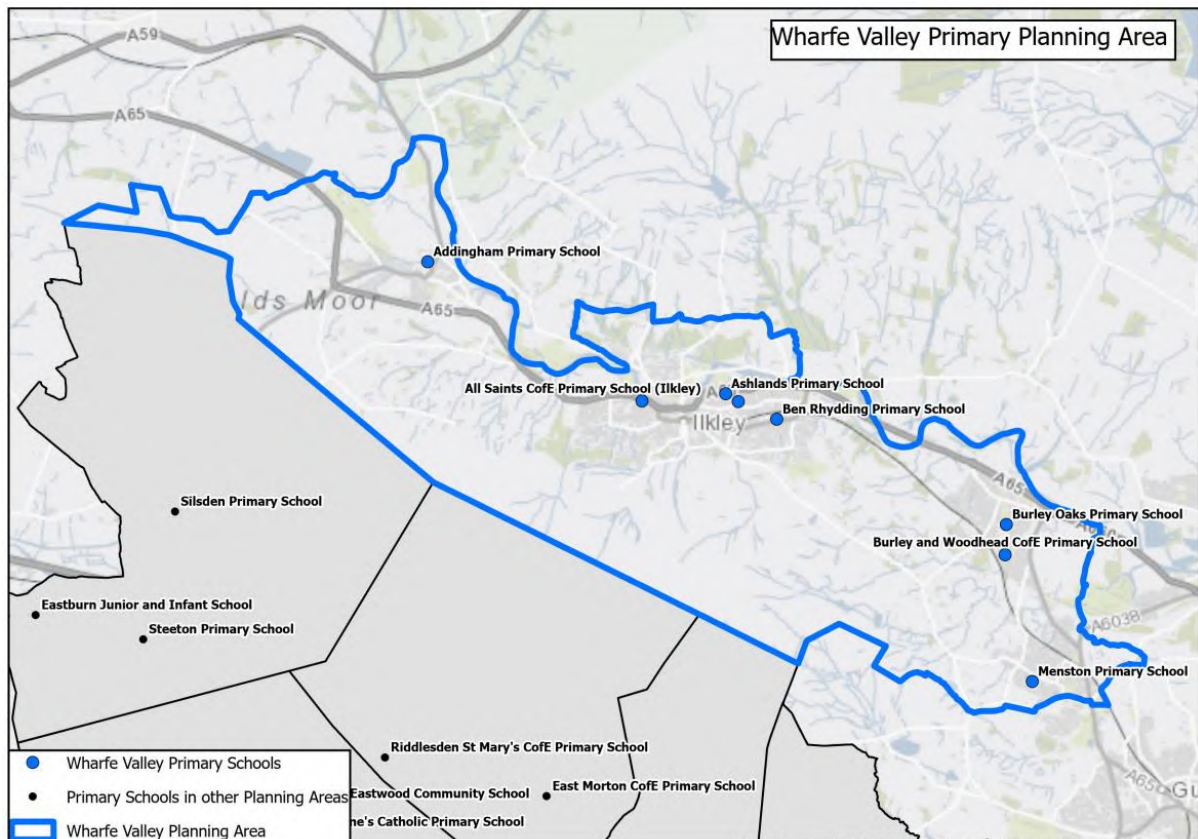 Wharfe Valley Primary Planning Area
A59
A65
Addingham Primary School
lds Moor
A65
All Saints CofE Primary School (Ilkley)
Ashlands Primary School
Ben Rhydding Primary School
Ilkley
Silsden Primary School
A65
Burley Oaks Primary School
Burley and Woodhead CofE Primary School
Eastburn Junior and Infant School
Steeton Primary School
A6038
Menston Primary School
Riddlesden St Mary's CofE Primary School
Eastwood Community School
East Morton CofE Primary School
ne's Catholic Primary School
A65
Gu
Wharfe Valley Primary Schools
Primary Schools in other Planning Areas
Wharfe Valley Planning Area